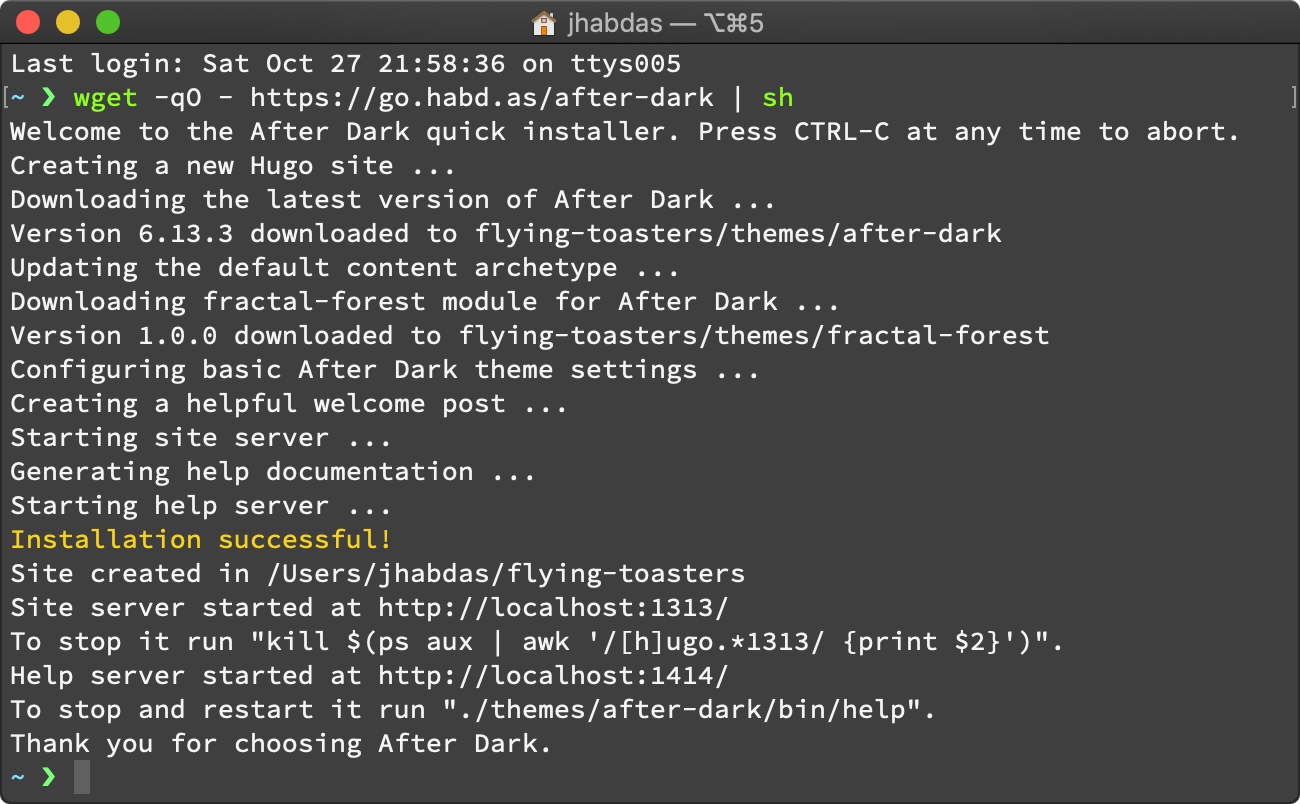 jhabdas — ⌥⌘5
Last login: Sat Oct 27 21:58:36 on ttys005
[~ ❯ wget -qO - https://go.habd.as/after-dark | sh ]
Welcome to the After Dark quick installer. Press CTRL-C at any time to abort.
Creating a new Hugo site ...
Downloading the latest version of After Dark ...
Version 6.13.3 downloaded to flying-toasters/themes/after-dark
Updating the default content archetype ...
Downloading fractal-forest module for After Dark ...
Version 1.0.0 downloaded to flying-toasters/themes/fractal-forest
Configuring basic After Dark theme settings ...
Creating a helpful welcome post ...
Starting site server ...
Generating help documentation ...
Starting help server ...
Installation successful!
Site created in /Users/jhabdas/flying-toasters
Site server started at http://localhost:1313/
To stop it run "kill $(ps aux | awk '/[h]ugo.*1313/ {print $2}')".
Help server started at http://localhost:1414/
To stop and restart it run "./themes/after-dark/bin/help".
Thank you for choosing After Dark.
~ ❯